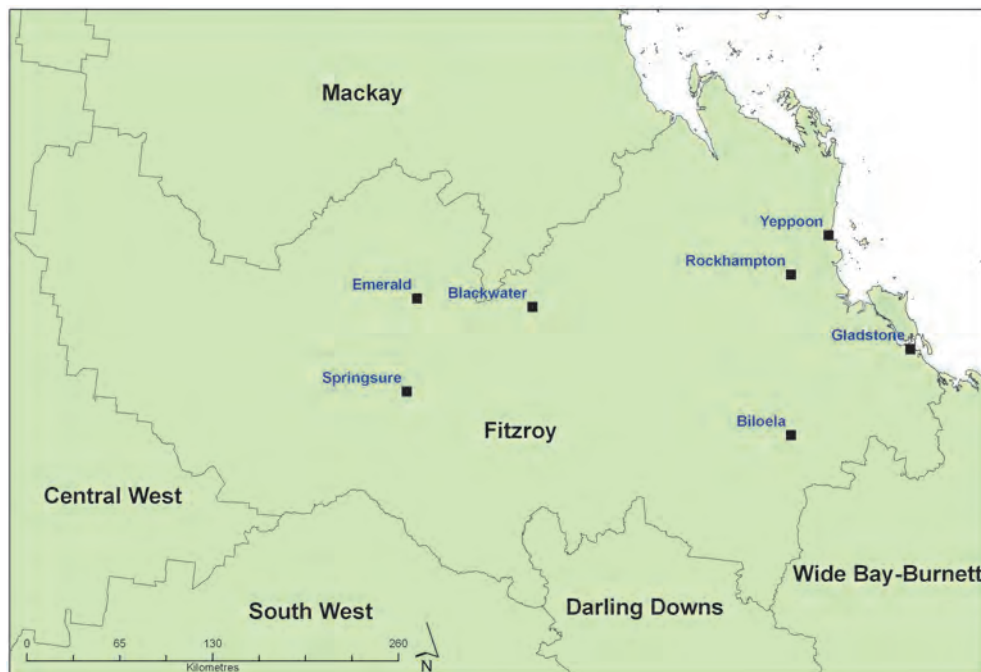 Mackay
Yeppoon
Rockhampton
Emerald
Blackwater
Gladstone
Springsure
Biloela
Fitzroy
Central West
Wide Bay-Burnett
South West
Darling Downs
0 65 130 260
Kilometres
N